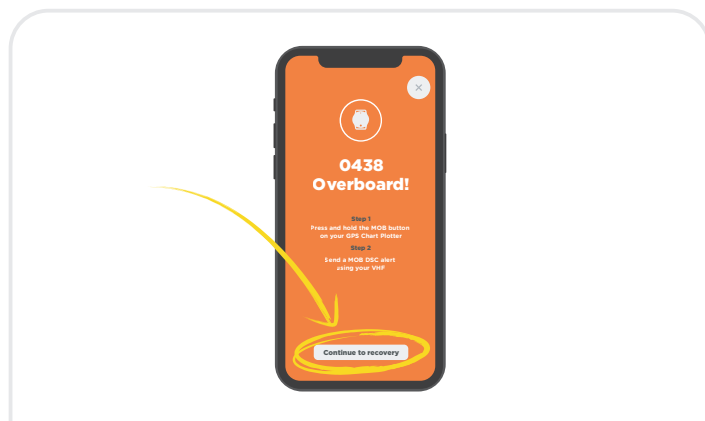 0438
Overboard!
Step 1
Press and hold the MOB button
on your GPS Chart Plotter
Step 2
Send a MOB DSC alert
using your VHF
Continue to recovery